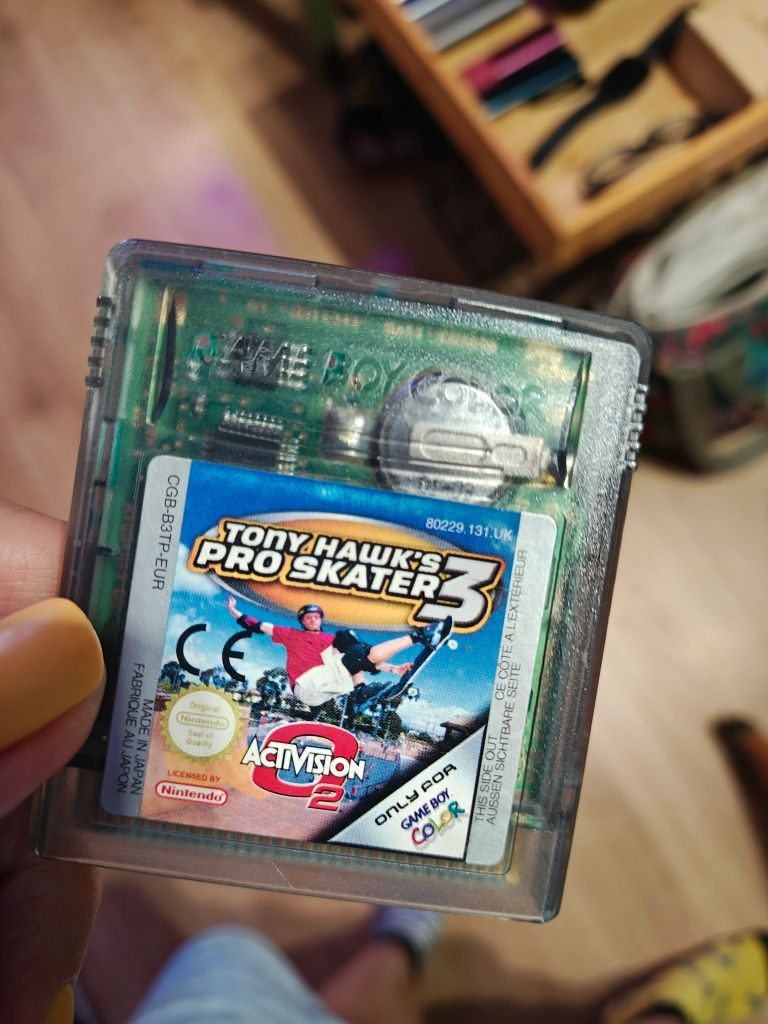 GAME BOY COLOR
CGB-B3TP-EUR
80229.131.UK
TONY HAWK'S
PRO SKATER 3
CE
Original
Nintendo
Seal of
Quality
ACTIVISION
O2
LICENSED BY
Nintendo
MADE IN JAPAN
FABRIQUÉ AU JAPON
ONLY FOR
GAME BOY
COLOR
THIS SIDE OUT
CE COTÉ A L'EXTERIEUR
AUSSEN SICHTBARE SEITE